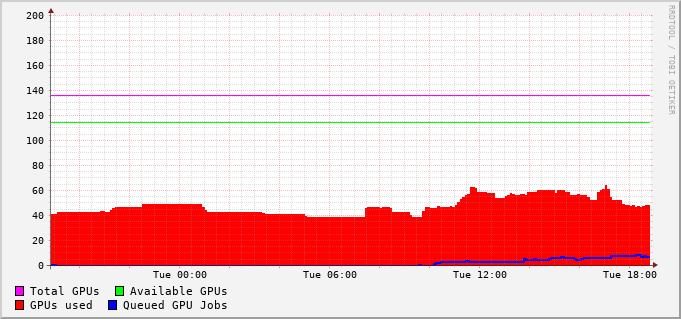 200
180
160
140
120
100
80
60
40
20
0
Tue 00:00 Tue 06:00 Tue 12:00 Tue 18:00
Total GPUs Available GPUs
GPUs used Queued GPU Jobs
RRDTOOL / TOBI OETIKER